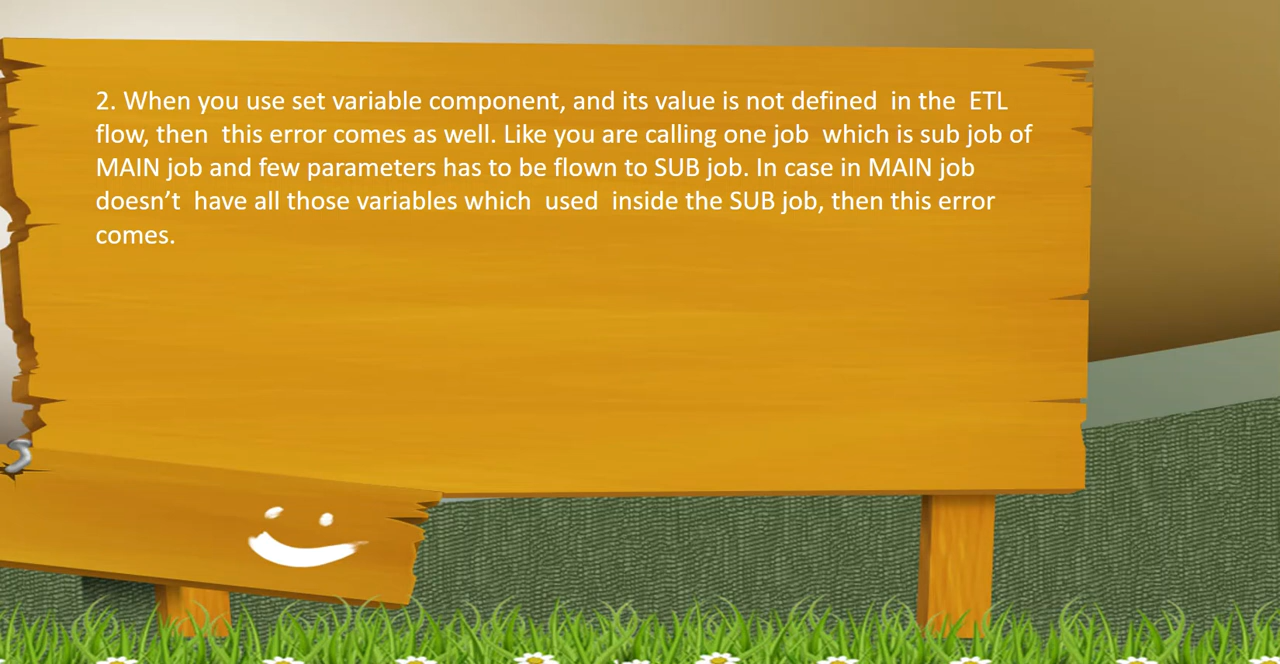 2. When you use set variable component, and its value is not defined in the ETL
flow, then this error comes as well. Like you are calling one job which is sub job of
MAIN job and few parameters has to be flown to SUB job. In case in MAIN job
doesn’t have all those variables which used inside the SUB job, then this error
comes.